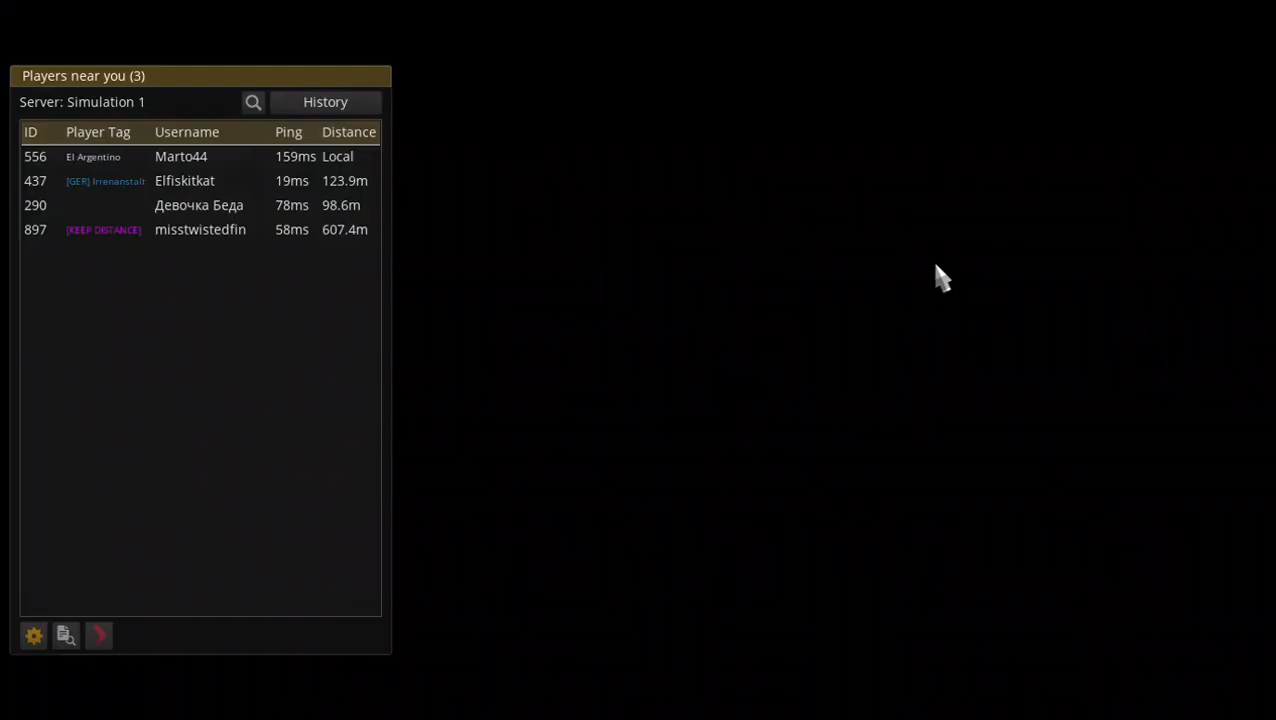 Players near you (3)
Server: Simulation 1 History
ID Player Tag Username Ping Distance
556 El Argentino Marto44 159ms Local
437 [GER] Irrenanstalt Elfiskitkat 19ms 123.9m
290 Девочка Беда 78ms 98.6m
897 [KEEP DISTANCE] misstwistedfin 58ms 607.4m